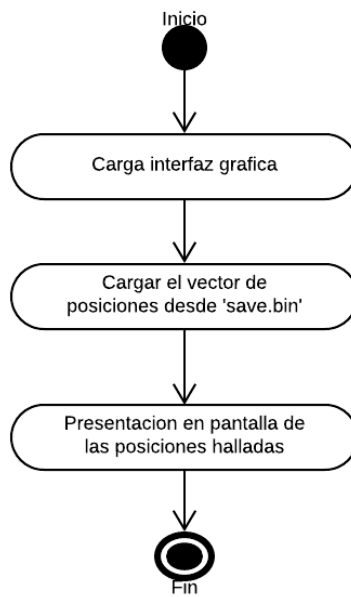 Inicio
Carga interfaz grafica
Cargar el vector de
posiciones desde 'save.bin'
Presentacion en pantalla de
las posiciones halladas
Fin